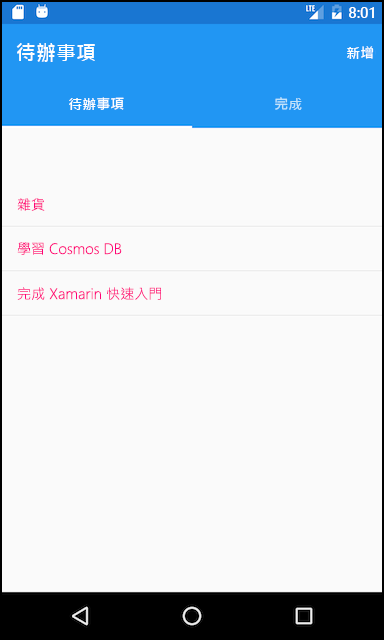 LTE 8:01
待辦事項 新增
待辦事項 完成
雜貨
學習 Cosmos DB
完成 Xamarin 快速入門